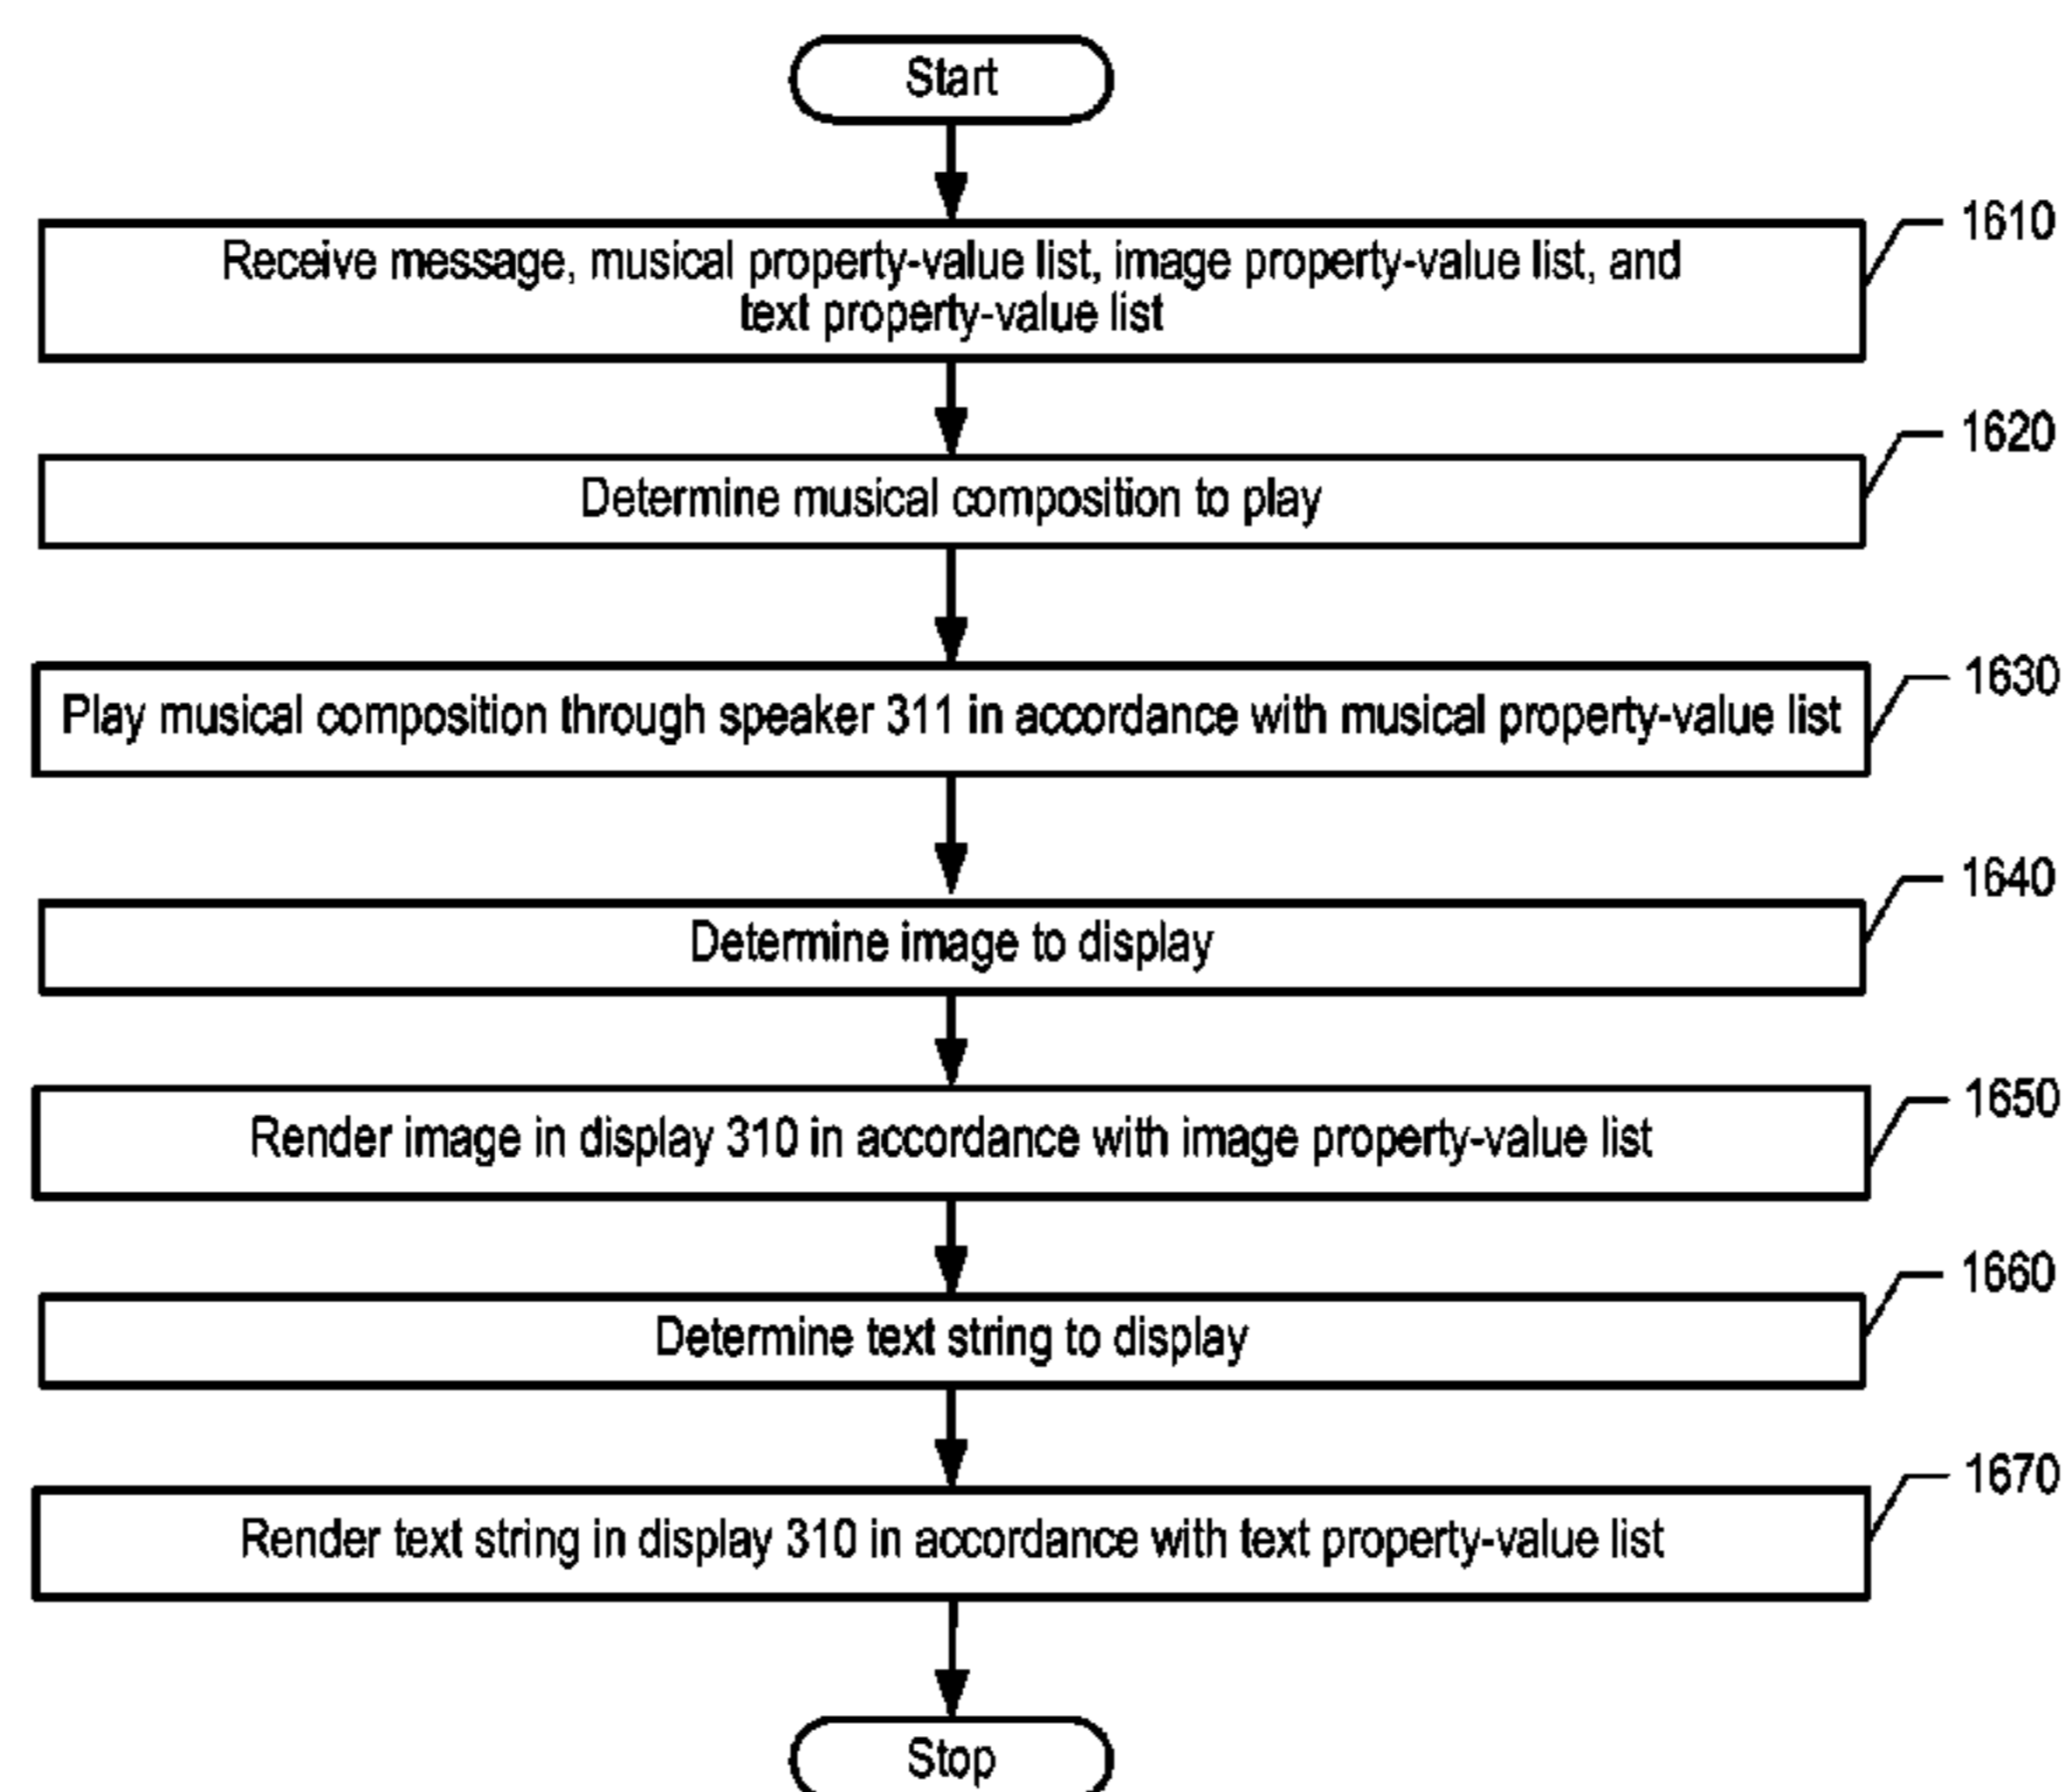 Start
1610
Receive message, musical property-value list, image property-value list, and
text property-value list
1620
Determine musical composition to play
1630
Play musical composition through speaker 311 in accordance with musical property-value list
1640
Determine image to display
1650
Render image in display 310 in accordance with image property-value list
1660
Determine text string to display
1670
Render text string in display 310 in accordance with text property-value list
Stop